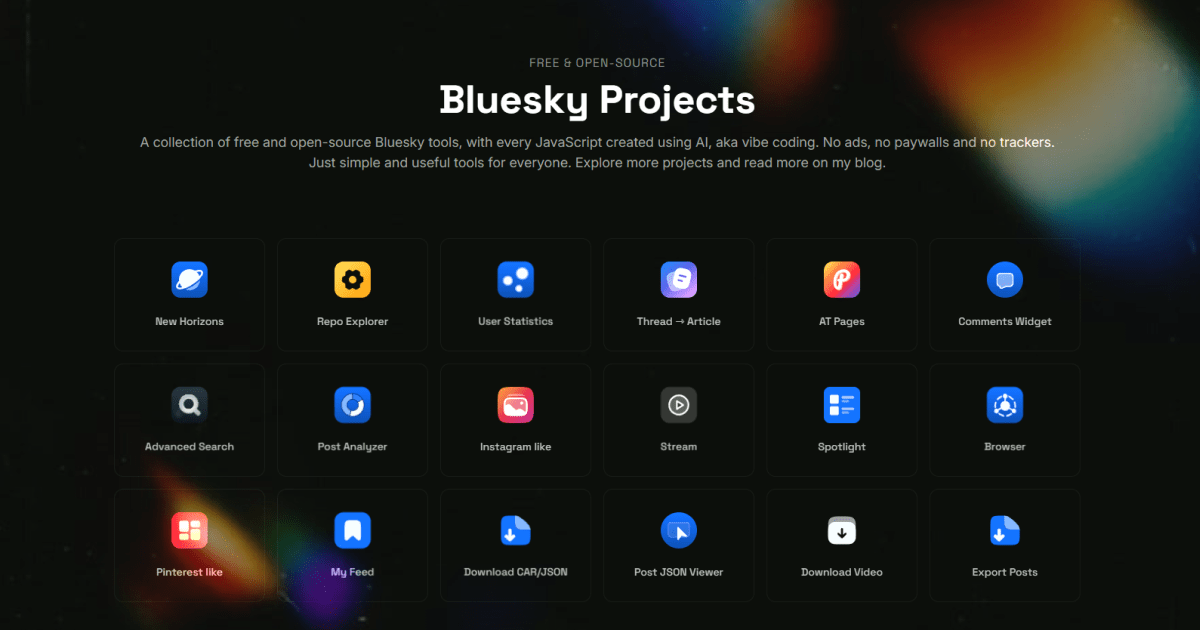 FREE & OPEN-SOURCE
Bluesky Projects
A collection of free and open-source Bluesky tools, with every JavaScript created using AI, aka vibe coding. No ads, no paywalls and no trackers.
Just simple and useful tools for everyone. Explore more projects and read more on my blog.
New Horizons
Repo Explorer
User Statistics
Thread → Article
AT Pages
Comments Widget
Advanced Search
Post Analyzer
Instagram like
Stream
Spotlight
Browser
Pinterest like
My Feed
Download CAR/JSON
Post JSON Viewer
Download Video
Export Posts